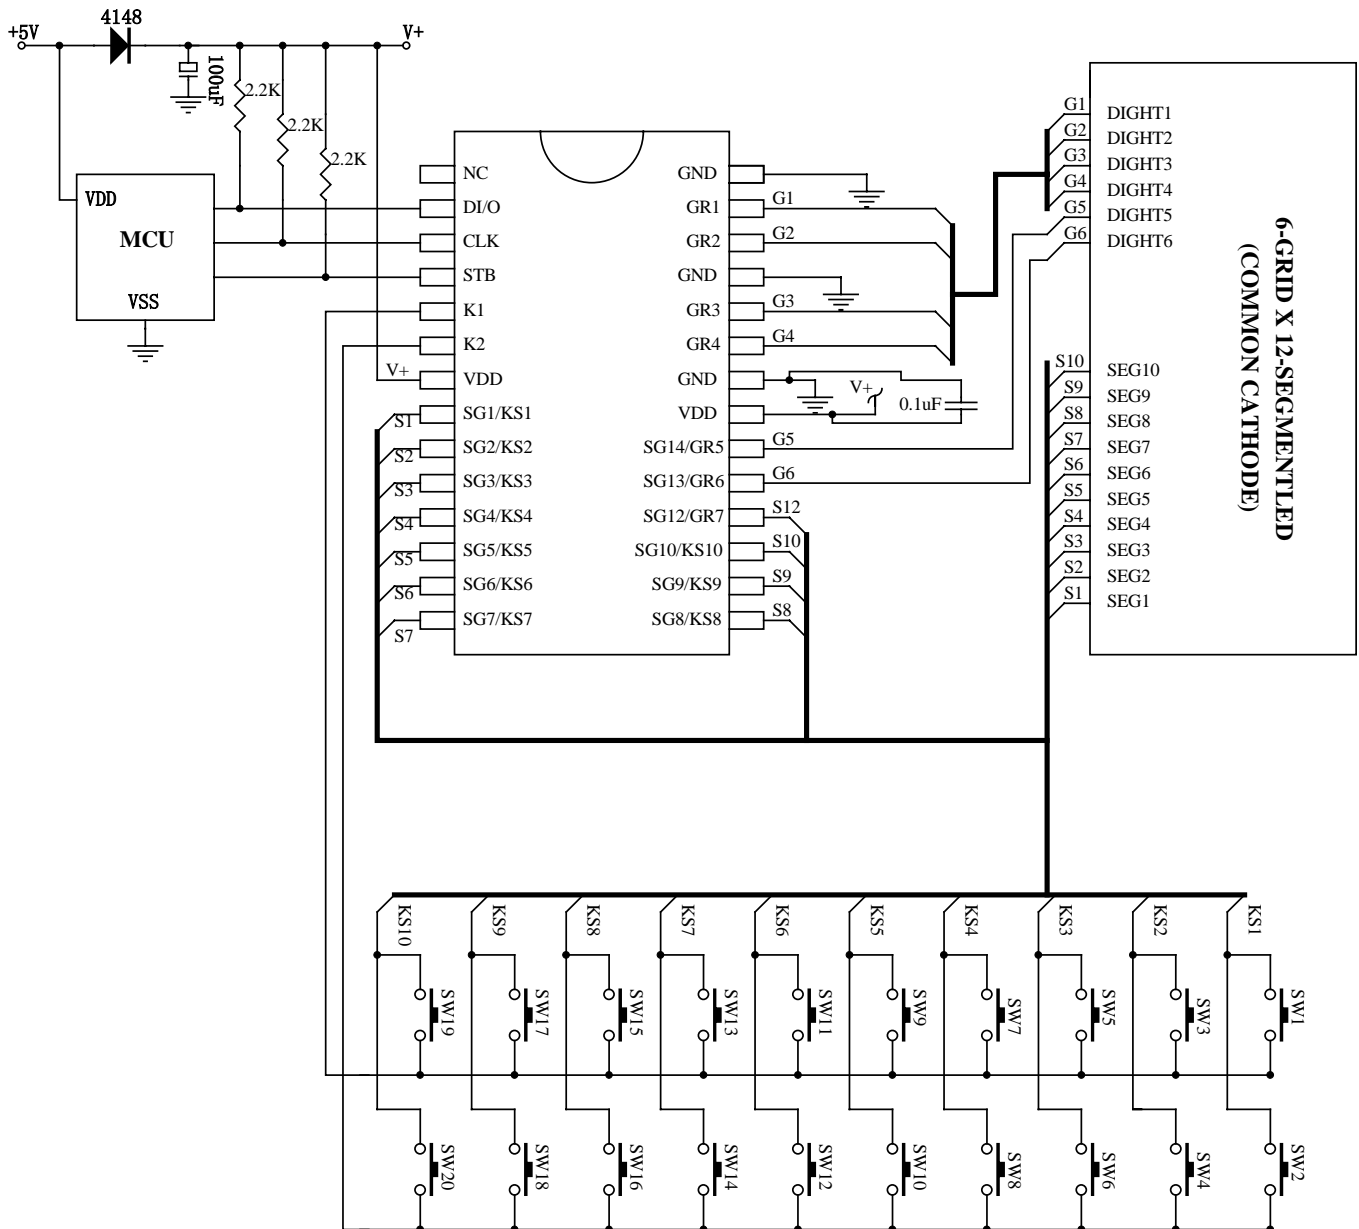 +5V
4148
V+
100uF
2.2K
2.2K
2.2K
VDD
MCU
VSS
NC
DI/O
CLK
STB
K1
K2
V+
VDD
S1
SG1/KS1
S2
SG2/KS2
S3
SG3/KS3
S4
SG4/KS4
S5
SG5/KS5
S6
SG6/KS6
S7
SG7/KS7
GND
GR1
G1
GR2
G2
GND
GR3
G3
GR4
G4
GND
V+
0.1uF
VDD
SG14/GR5
G5
SG13/GR6
G6
SG12/GR7
S12
SG10/KS10
S10
SG9/KS9
S9
SG8/KS8
S8
G1
DIGHT1
G2
DIGHT2
G3
DIGHT3
G4
DIGHT4
G5
DIGHT5
G6
DIGHT6
6-GRID X 12-SEGMENTLED
(COMMON CATHODE)
S10
SEG10
S9
SEG9
S8
SEG8
S7
SEG7
S6
SEG6
S5
SEG5
S4
SEG4
S3
SEG3
S2
SEG2
S1
SEG1
KS10
KS9
KS8
KS7
KS6
KS5
KS4
KS3
KS2
KS1
SW19
SW17
SW15
SW13
SW11
SW9
SW7
SW5
SW3
SW1
SW20
SW18
SW16
SW14
SW12
SW10
SW8
SW6
SW4
SW2